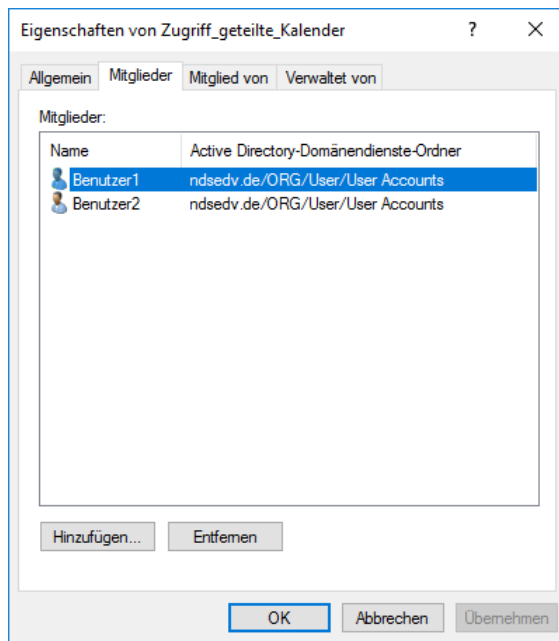 Eigenschaften von Zugriff_geteilte_Kalender ? ×
Allgemein Mitglieder Mitglied von Verwaltet von
Mitglieder:
Name Active Directory-Domänendienste-Ordner
Benutzer1 ndsedv.de/ORG/User/User Accounts
Benutzer2 ndsedv.de/ORG/User/User Accounts
Hinzufügen... Entfernen
OK Abbrechen Übernehmen